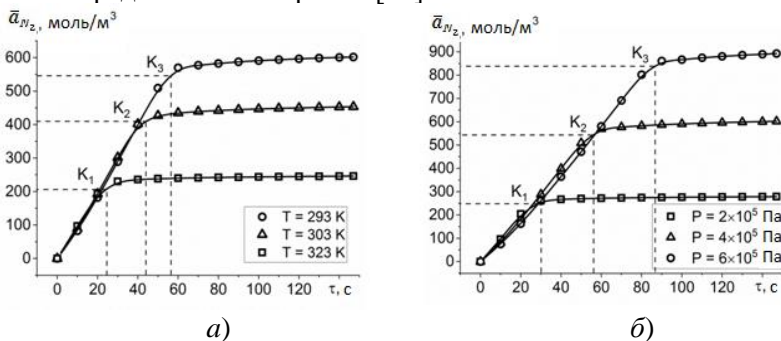 a̅_N₂, моль/м³
600
500
400
300
200
100
0
K₃
K₂
K₁
T = 293 K
T = 303 K
T = 323 K
0 20 40 60 80 100 120 τ, с
а)
a̅_N₂, моль/м³
900
800
700
600
500
400
300
200
100
0
K₃
K₂
K₁
P = 2×10⁵ Па
P = 4×10⁵ Па
P = 6×10⁵ Па
0 20 40 60 80 100 120 τ, с
б)